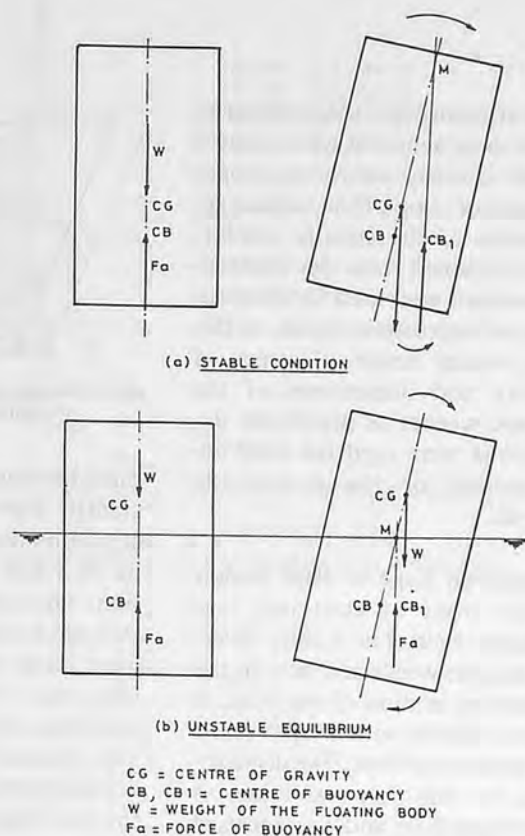 M
W
CG
CB
Fa
CG
CB
CB1
(a) STABLE CONDITION
W
CG
CB
Fa
CG
M
W
CB
CB1
Fa
(b) UNSTABLE EQUILIBRIUM
CG = CENTRE OF GRAVITY
CB, CB1 = CENTRE OF BUOYANCY
W = WEIGHT OF THE FLOATING BODY
Fa = FORCE OF BUOYANCY